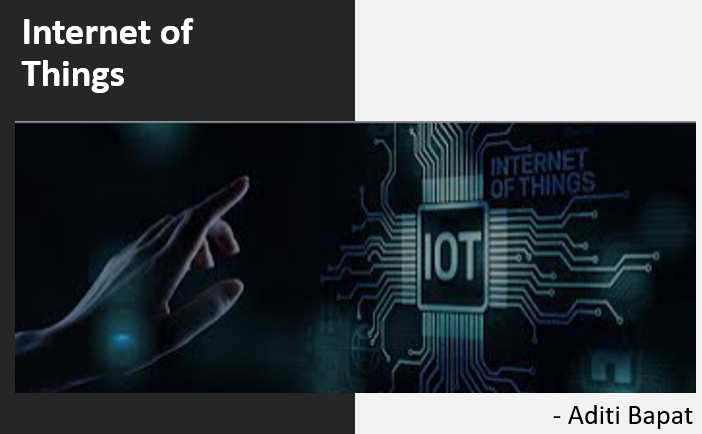 Internet of
Things
INTERNET
OF THINGS
IOT
- Aditi Bapat